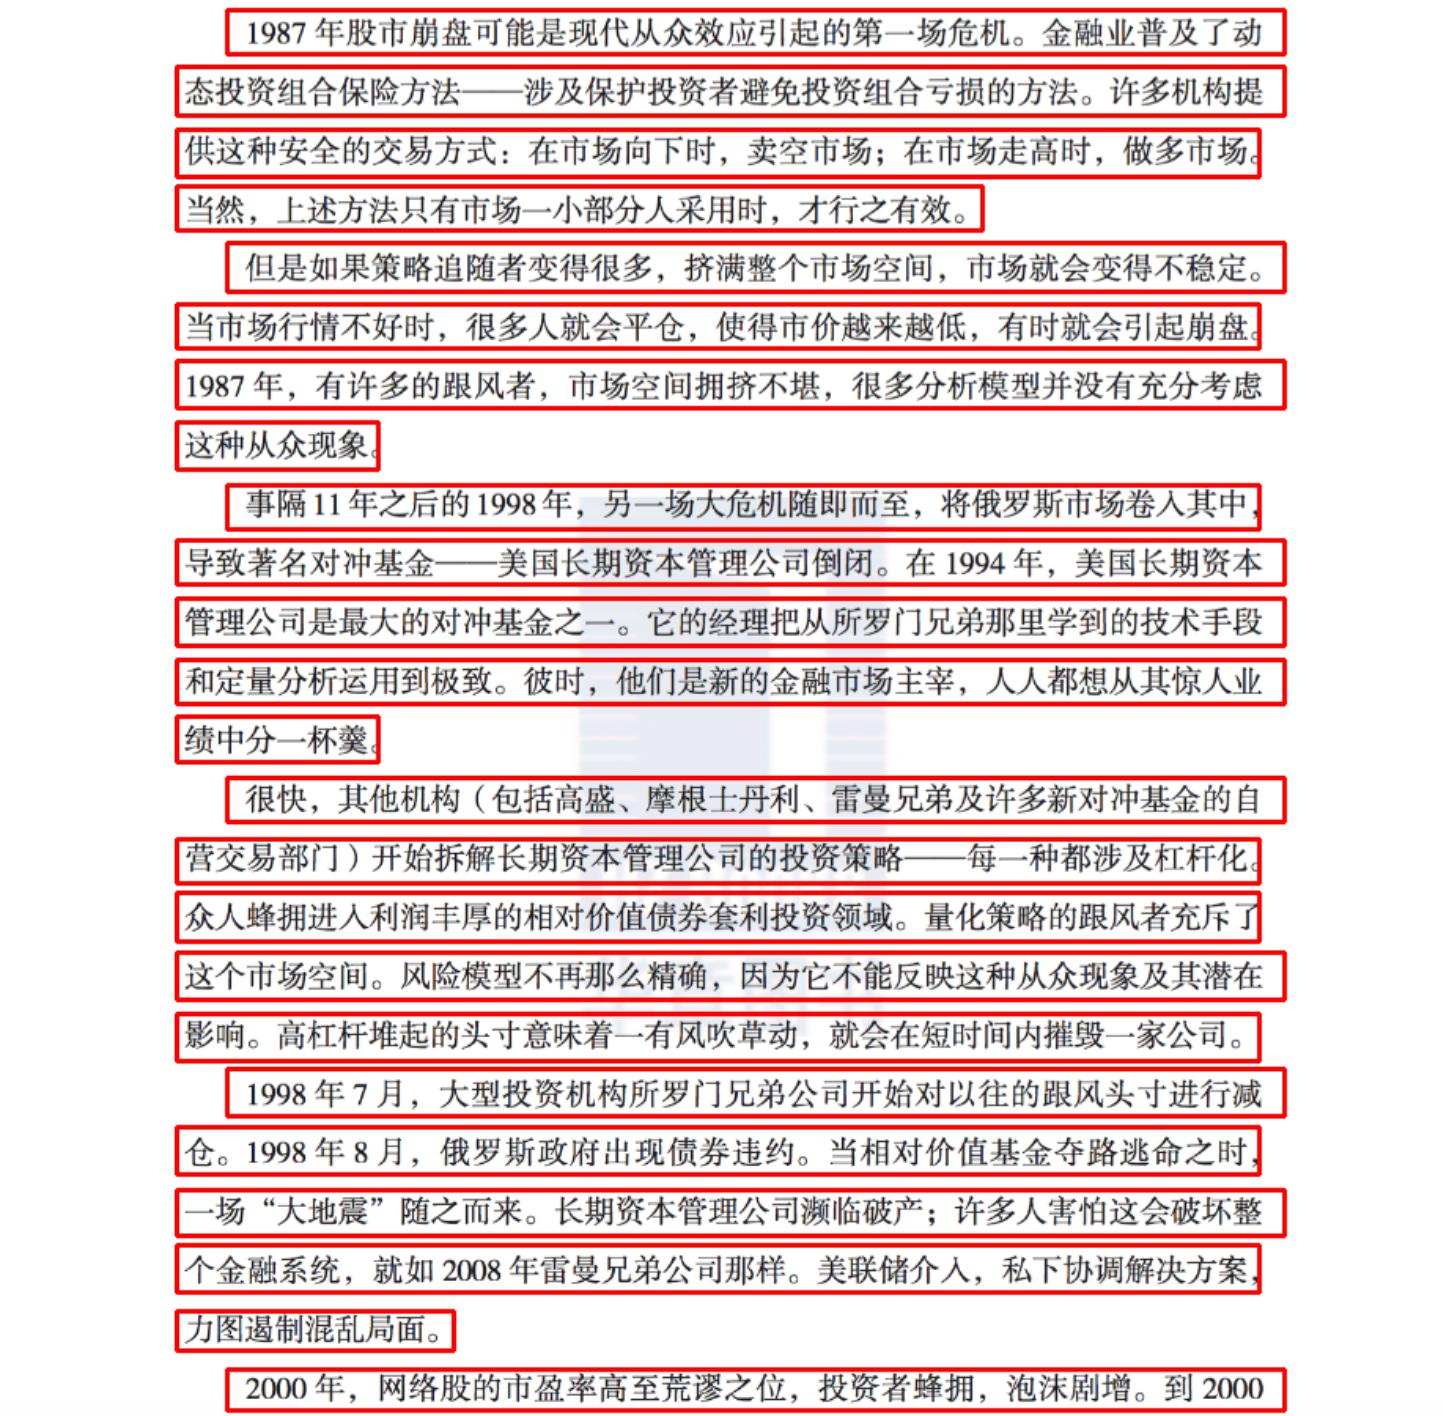 1987 年股市崩盘可能是现代从众效应引起的第一场危机。金融业普及了动
态投资组合保险方法——涉及保护投资者避免投资组合亏损的方法。许多机构提
供这种安全的交易方式：在市场向下时，卖空市场；在市场走高时，做多市场。
当然，上述方法只有市场一小部分人采用时，才行之有效。
但是如果策略追随者变得很多，挤满整个市场空间，市场就会变得不稳定。
当市场行情不好时，很多人就会平仓，使得市价越来越低，有时就会引起崩盘。
1987 年，有许多的跟风者，市场空间拥挤不堪，很多分析模型并没有充分考虑
这种从众现象。
事隔 11 年之后的 1998 年，另一场大危机随即而至，将俄罗斯市场卷入其中，
导致著名对冲基金——美国长期资本管理公司倒闭。在 1994 年，美国长期资本
管理公司是最大的对冲基金之一。它的经理把从所罗门兄弟那里学到的技术手段
和定量分析运用到极致。彼时，他们是新的金融市场主宰，人人都想从其惊人业
绩中分一杯羹。
很快，其他机构（包括高盛、摩根士丹利、雷曼兄弟及许多新对冲基金的自
营交易部门）开始拆解长期资本管理公司的投资策略——每一种都涉及杠杆化。
众人蜂拥进入利润丰厚的相对价值债券套利投资领域。量化策略的跟风者充斥了
这个市场空间。风险模型不再那么精确，因为它不能反映这种从众现象及其潜在
影响。高杠杆堆起的头寸意味着一有风吹草动，就会在短时间内摧毁一家公司。
1998 年 7 月，大型投资机构所罗门兄弟公司开始对以往的跟风头寸进行减
仓。1998 年 8 月，俄罗斯政府出现债券违约。当相对价值基金夺路逃命之时，
一场“大地震”随之而来。长期资本管理公司濒临破产；许多人害怕这会破坏整
个金融系统，就如 2008 年雷曼兄弟公司那样。美联储介入，私下协调解决方案，
力图遏制混乱局面。
2000 年，网络股的市盈率高至荒谬之位，投资者蜂拥，泡沫剧增。到 2000